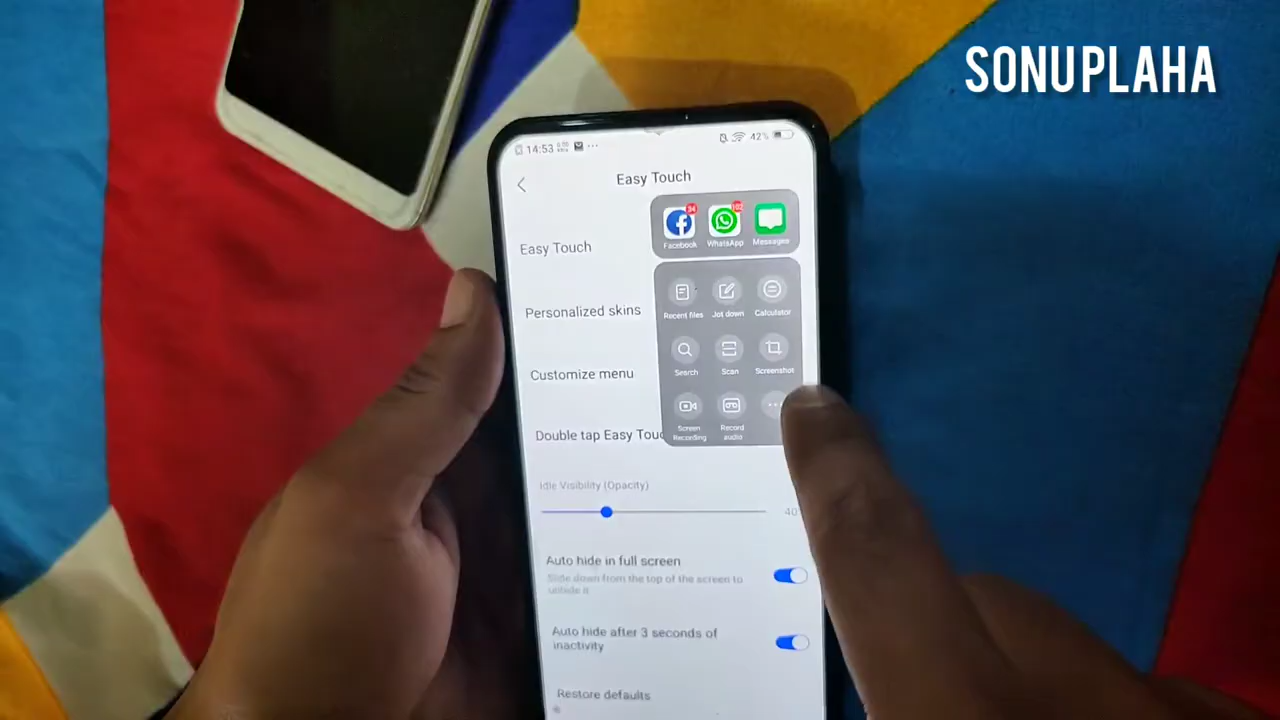 SONUPLAHA
14:53
42%
Easy Touch
34
102
Facebook
WhatsApp
Messages
Easy Touch
Recent files
Jot down
Calculator
Personalized skins
Search
Scan
Screenshot
Customize menu
Screen
Recording
Record
audio
Double tap Easy Touc
Idle Visibility (Opacity)
40
Auto hide in full screen
Slide down from the top of the screen to
unhide it
Auto hide after 3 seconds of
inactivity
Restore defaults